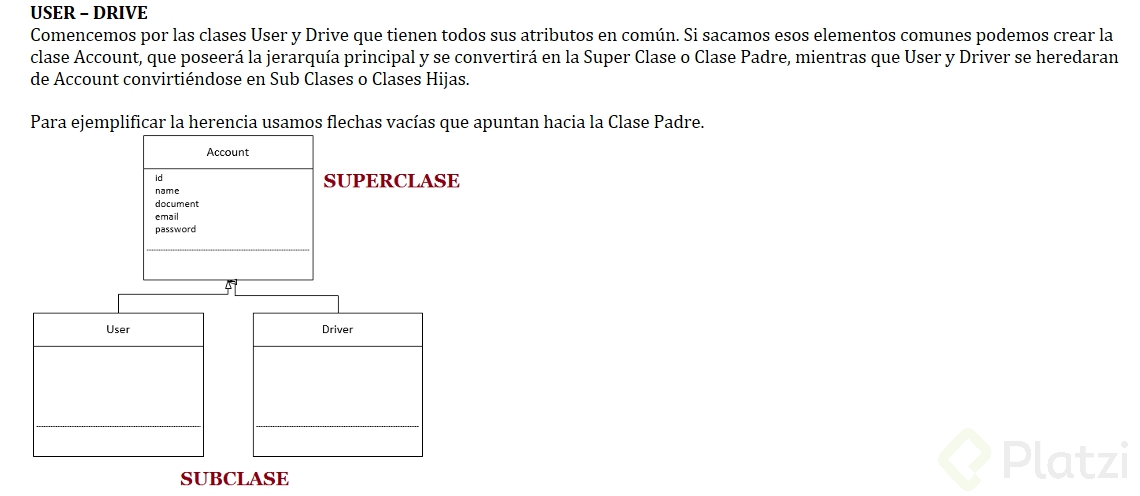 USER – DRIVE
Comencemos por las clases User y Drive que tienen todos sus atributos en común. Si sacamos esos elementos comunes podemos crear la
clase Account, que poseerá la jerarquía principal y se convertirá en la Super Clase o Clase Padre, mientras que User y Driver se heredaran
de Account convirtiéndose en Sub Clases o Clases Hijas.
Para ejemplificar la herencia usamos flechas vacías que apuntan hacia la Clase Padre.
Account
id
name
document
email
password
SUPERCLASE
User
Driver
SUBCLASE
Platzi